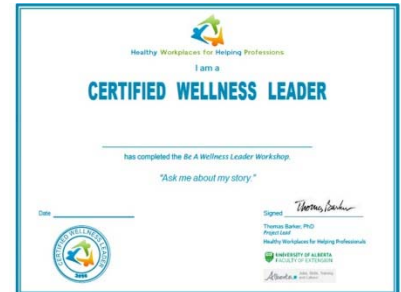 Healthy Workplaces for Helping Professions
I am a
CERTIFIED WELLNESS LEADER
has completed the Be A Wellness Leader Workshop.
"Ask me about my story."
Date
Signed
Thomas Barker, PhD
Project Lead
Healthy Workplaces for Helping Professionals
CERTIFIED WELLNESS LEADER
UNIVERSITY OF ALBERTA
FACULTY OF EXTENSION
Alberta